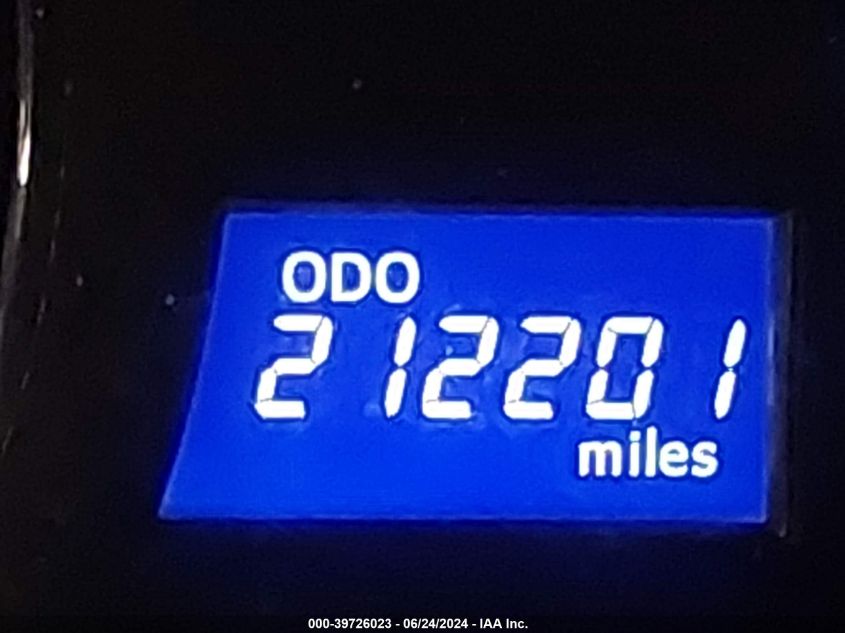 ODO
212201
miles
000-39726023 - 06/24/2024 - IAA Inc.